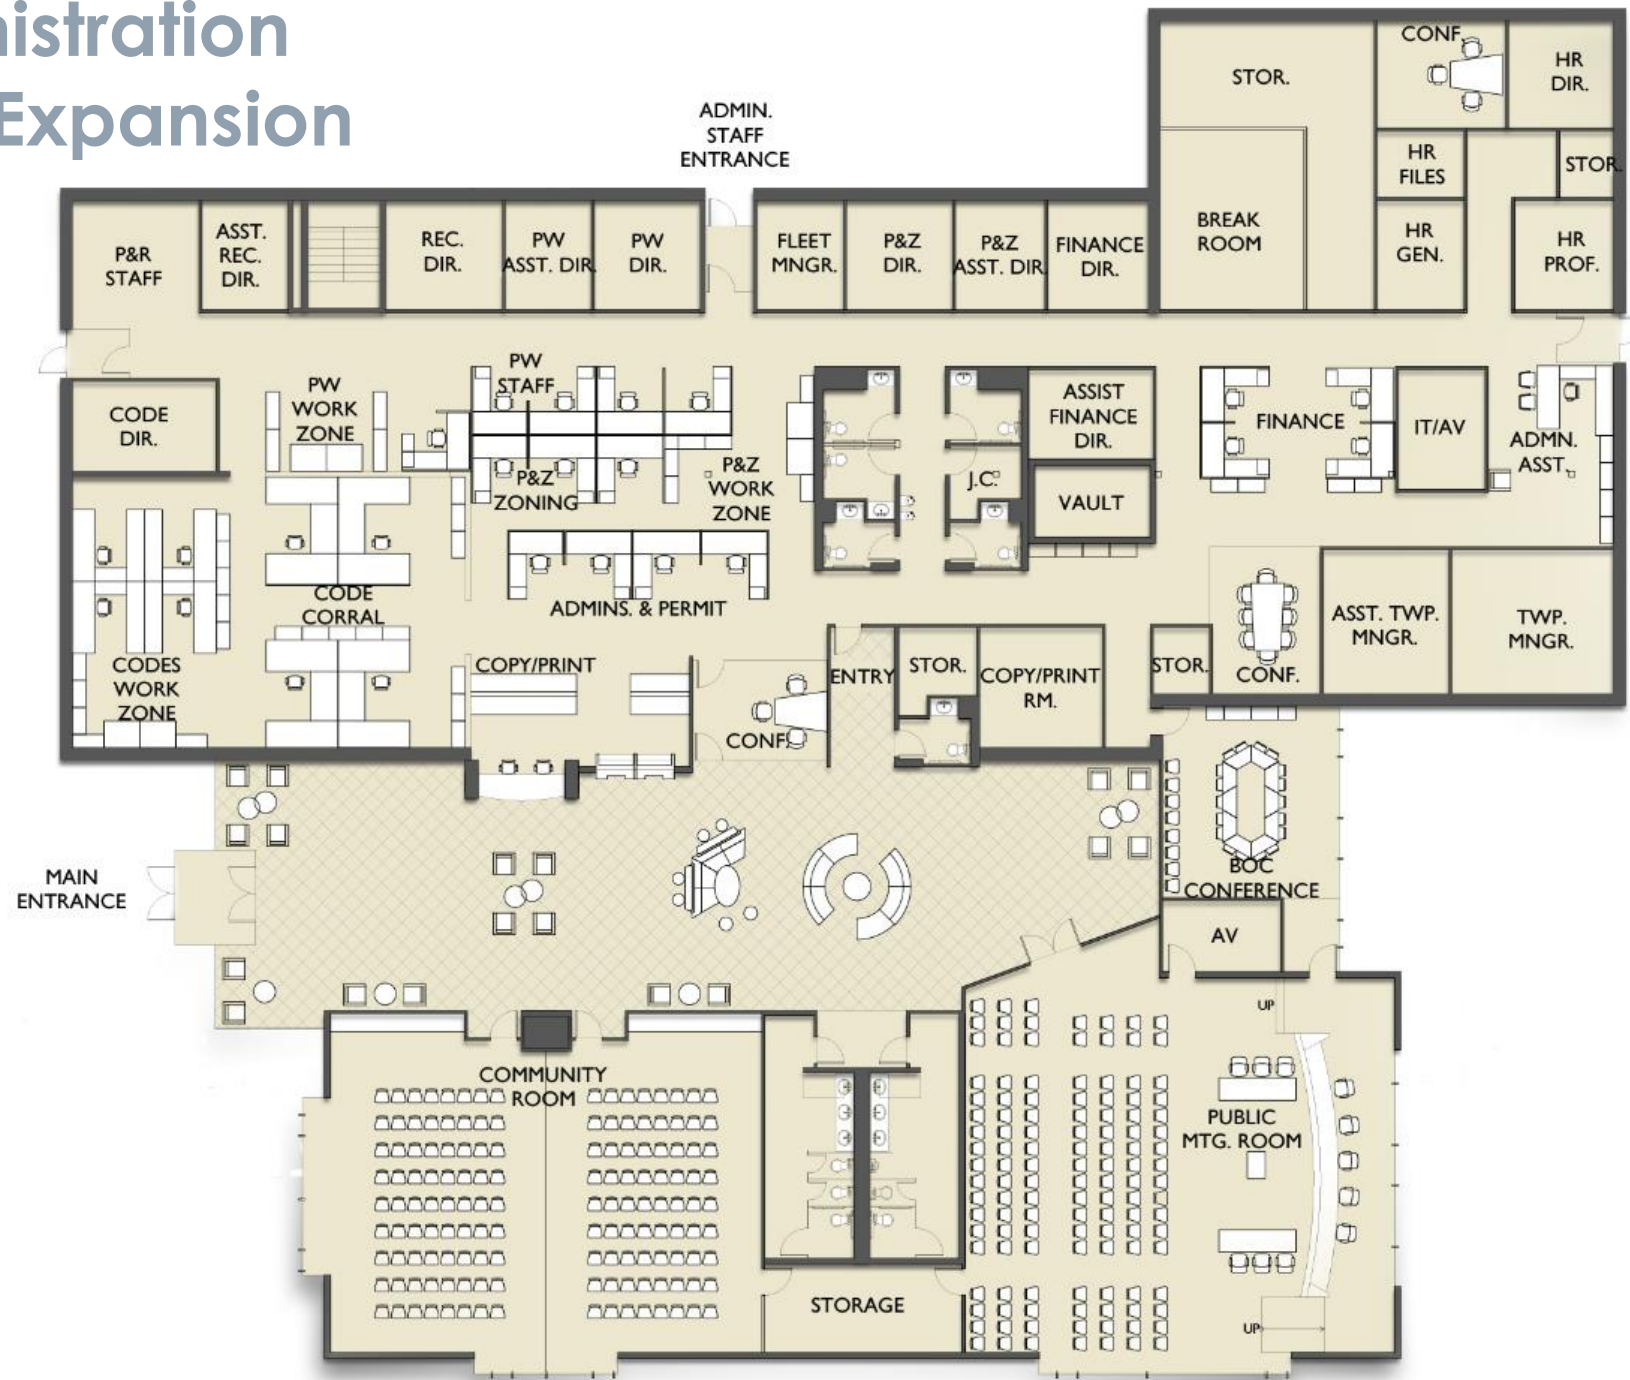 nistration
Expansion
ADMIN.
STAFF
ENTRANCE
STOR.
CONF.
HR
DIR.
HR
FILES
STOR.
BREAK
ROOM
HR
GEN.
HR
PROF.
P&R
STAFF
ASST.
REC.
DIR.
REC.
DIR.
PW
ASST. DIR.
PW
DIR.
FLEET
MNGR.
P&Z
DIR.
P&Z
ASST. DIR.
FINANCE
DIR.
CODE
DIR.
PW
WORK
ZONE
PW
STAFF
P&Z
ZONING
P&Z
WORK
ZONE
J.C.
ASSIST
FINANCE
DIR.
VAULT
FINANCE
IT/AV
ADMN.
ASST.
CODE
CORRAL
ADMINS. & PERMIT
CODES
WORK
ZONE
COPY/PRINT
CONF.
ENTRY
STOR.
COPY/PRINT
RM.
STOR.
CONF.
ASST. TWP.
MNGR.
TWP.
MNGR.
MAIN
ENTRANCE
BOC
CONFERENCE
AV
UP
COMMUNITY
ROOM
PUBLIC
MTG. ROOM
STORAGE
UP